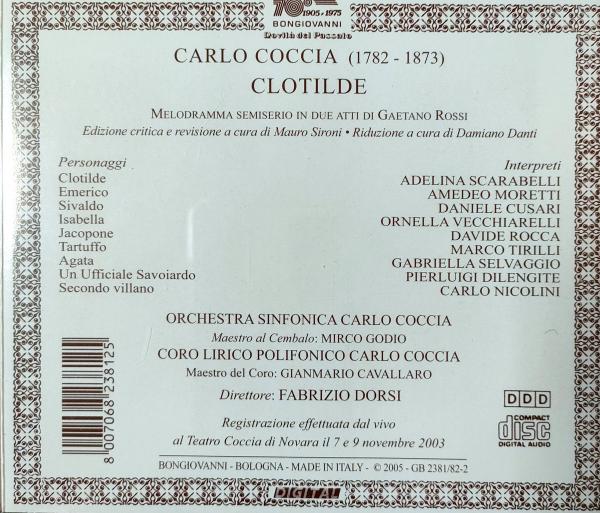 70° 1905-1975
BONGIOVANNI
Novità del Passato
CARLO COCCIA (1782 - 1873)
CLOTILDE
MELODRAMMA SEMISERIO IN DUE ATTI DI GAETANO ROSSI
Edizione critica e revisione a cura di Mauro Sironi • Riduzione a cura di Damiano Danti
Personaggi Interpreti
Clotilde ADELINA SCARABELLI
Emerico AMEDEO MORETTI
Sivaldo DANIELE CUSARI
Isabella ORNELLA VECCHIARELLI
Jacopone DAVIDE ROCCA
Tartuffo MARCO TIRILLI
Agata GABRIELLA SELVAGGIO
Un Ufficiale Savoiardo PIERLUIGI DILENGITE
Secondo villano CARLO NICOLINI
ORCHESTRA SINFONICA CARLO COCCIA
Maestro al Cembalo: MIRCO GODIO
CORO LIRICO POLIFONICO CARLO COCCIA
Maestro del Coro: GIANMARIO CAVALLARO
Direttore: FABRIZIO DORSI
Registrazione effettuata dal vivo
al Teatro Coccia di Novara il 7 e 9 novembre 2003
BONGIOVANNI - BOLOGNA - MADE IN ITALY - © 2005 - GB 2381/82-2
8 007068 238125
DDD
COMPACT
disc
DIGITAL AUDIO
DIGITAL